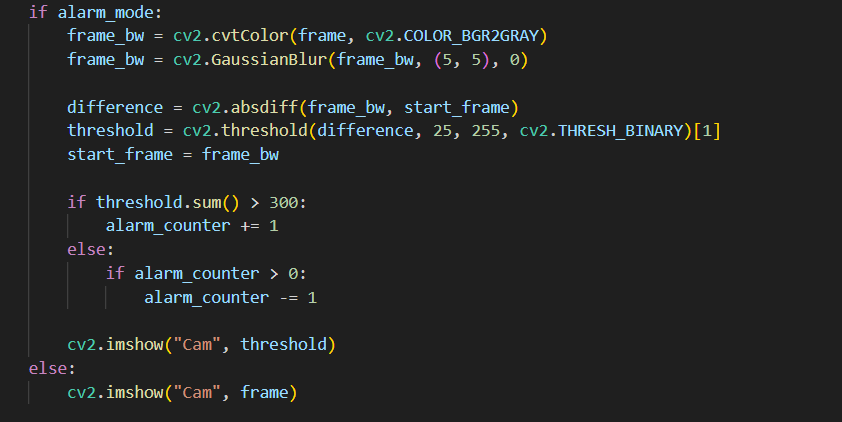 if alarm_mode:
    frame_bw = cv2.cvtColor(frame, cv2.COLOR_BGR2GRAY)
    frame_bw = cv2.GaussianBlur(frame_bw, (5, 5), 0)

    difference = cv2.absdiff(frame_bw, start_frame)
    threshold = cv2.threshold(difference, 25, 255, cv2.THRESH_BINARY)[1]
    start_frame = frame_bw

    if threshold.sum() > 300:
        alarm_counter += 1
    else:
        if alarm_counter > 0:
            alarm_counter -= 1

    cv2.imshow("Cam", threshold)
else:
    cv2.imshow("Cam", frame)